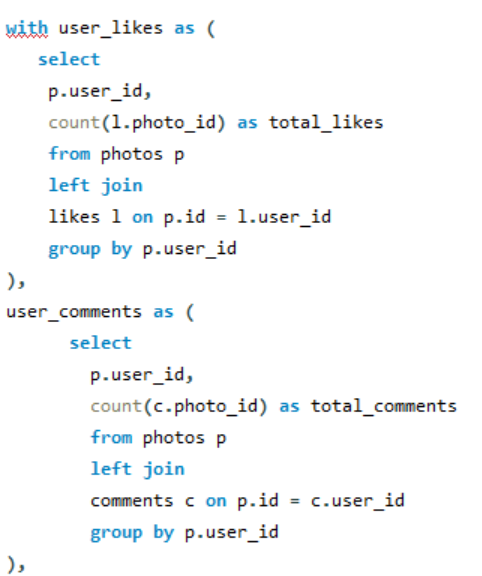 with user_likes as (
select
p.user_id,
count(l.photo_id) as total_likes
from photos p
left join
likes l on p.id = l.user_id
group by p.user_id
),
user_comments as (
select
p.user_id,
count(c.photo_id) as total_comments
from photos p
left join
comments c on p.id = c.user_id
group by p.user_id
),